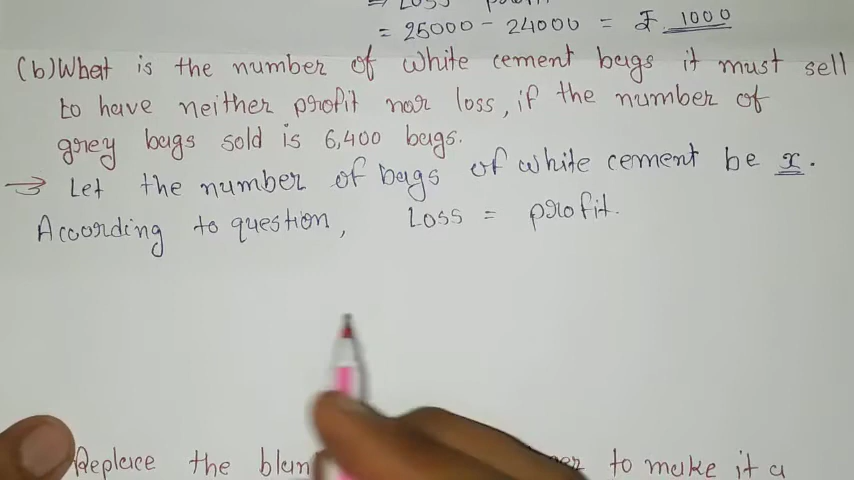 = 25000 - 24000 = ₹ 1000
(b) What is the number of white cement bags it must sell
to have neither profit nor loss, if the number of
grey bags sold is 6,400 bags.
→ Let the number of bags of white cement be x.
According to question, Loss = profit.
Replace the to make it a